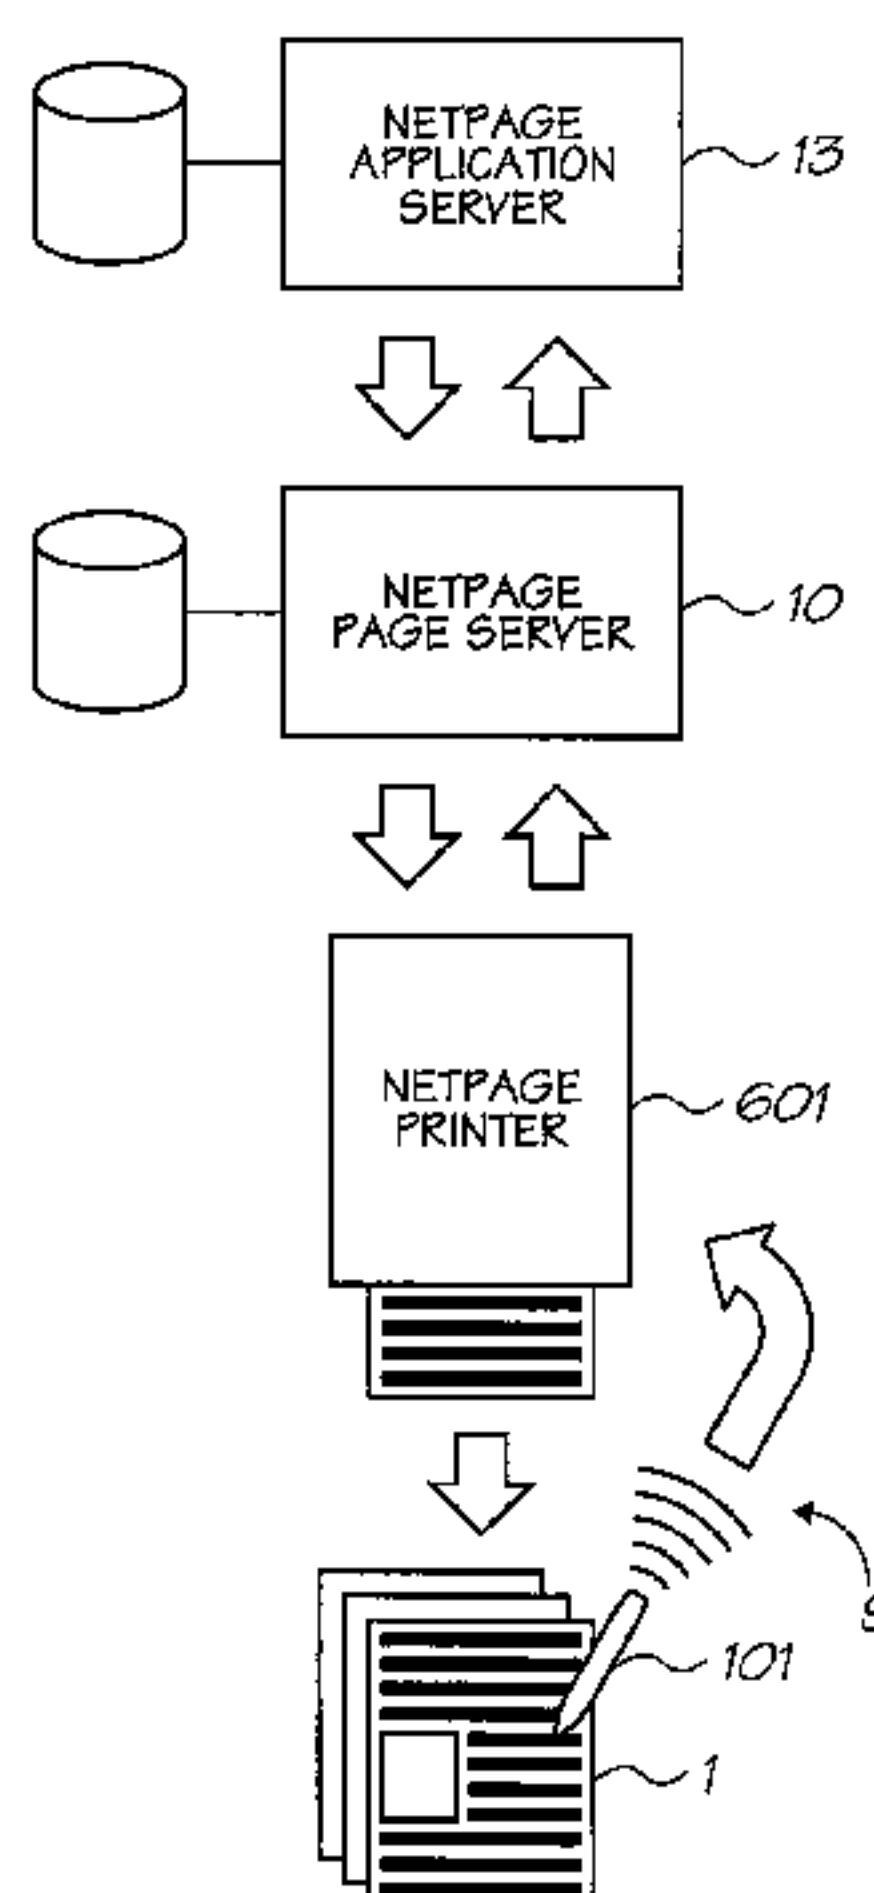 NETPAGE
APPLICATION
SERVER
13
NETPAGE
PAGE SERVER
10
NETPAGE
PRINTER
601
101
1